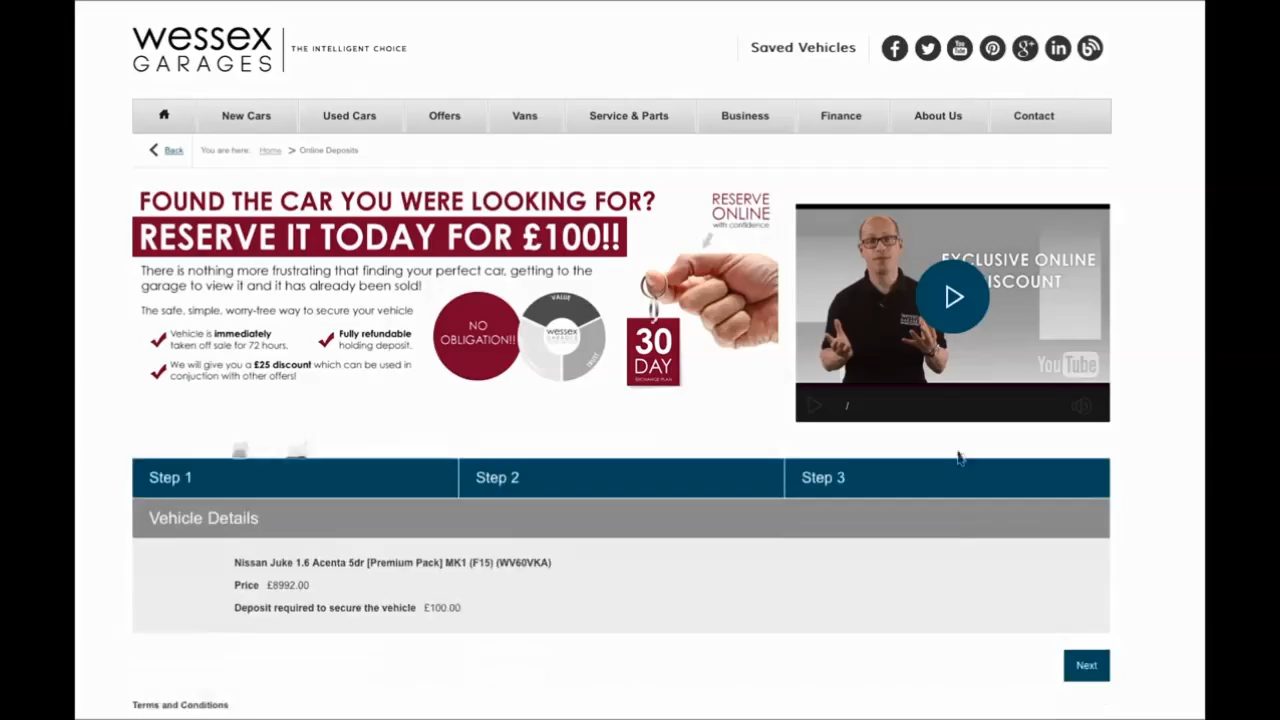 wessex
GARAGES
THE INTELLIGENT CHOICE
Saved Vehicles
New Cars Used Cars Offers Vans Service & Parts Business Finance About Us Contact
Back You are here: Home > Online Deposits
FOUND THE CAR YOU WERE LOOKING FOR?
RESERVE IT TODAY FOR £100!!
There is nothing more frustrating that finding your perfect car, getting to the
garage to view it and it has already been sold!
The safe, simple, worry-free way to secure your vehicle
Vehicle is immediately
taken off sale for 72 hours.
Fully refundable
holding deposit.
We will give you a £25 discount which can be used in
conjuction with other offers!
NO
OBLIGATION!!
VALUE
wessex
GARAGES
TRUST
RESERVE
ONLINE
with confidence
30
DAY
EXCHANGE PLAN
EXCLUSIVE ONLINE
DISCOUNT
YouTube
/
Step 1 Step 2 Step 3
Vehicle Details
Nissan Juke 1.6 Acenta 5dr [Premium Pack] MK1 (F15) (WV60VKA)
Price £8992.00
Deposit required to secure the vehicle £100.00
Next
Terms and Conditions